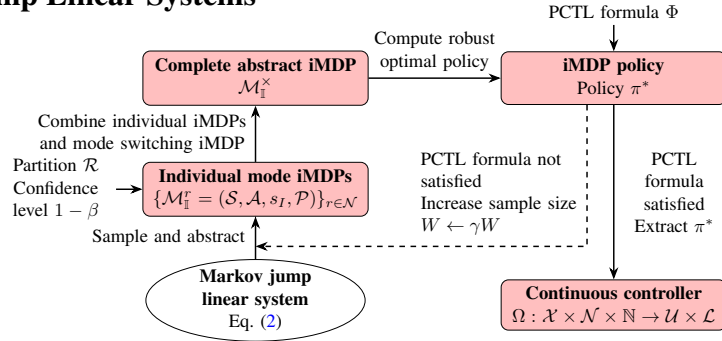 mp Linear Systems
PCTL formula Φ
Complete abstract iMDP
ℳ_𝕀^×
Compute robust
optimal policy
iMDP policy
Policy π*
Combine individual iMDPs
and mode switching iMDP
Partition ℛ
Confidence
level 1 − β
Individual mode iMDPs
{ℳ_𝕀^r = (𝒮, 𝒜, s_I, 𝒫)}_{r∈𝒩}
PCTL formula not
satisfied
Increase sample size
W ← γW
PCTL
formula
satisfied
Extract π*
Sample and abstract
Markov jump
linear system
Eq. (2)
Continuous controller
Ω : 𝒳 × 𝒩 × ℕ → 𝒰 × ℒ